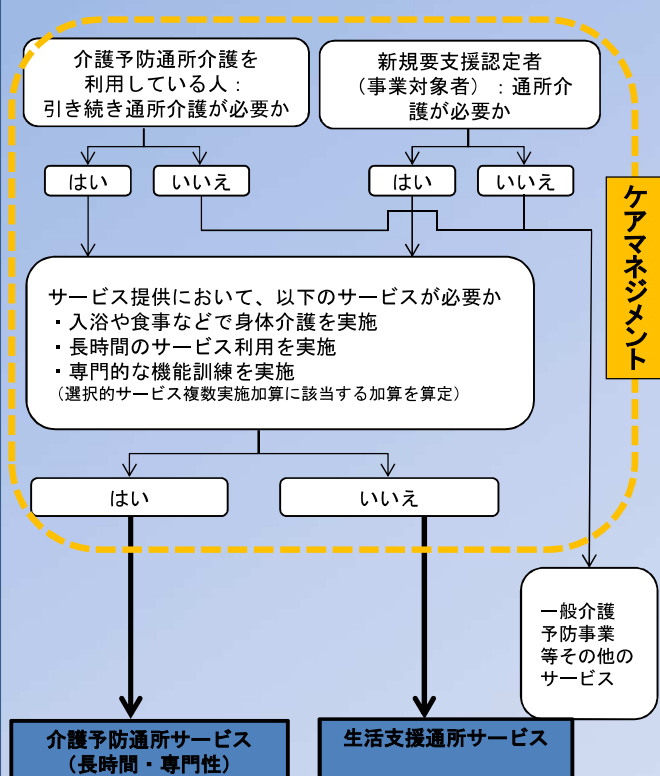 介護予防通所介護を
利用している人：
引き続き通所介護が必要か
新規要支援認定者
（事業対象者）：通所介
護が必要か
はい
いいえ
はい
いいえ
ケアマネジメント
サービス提供において、以下のサービスが必要か
・入浴や食事などで身体介護を実施
・長時間のサービス利用を実施
・専門的な機能訓練を実施
（選択的サービス複数実施加算に該当する加算を算定）
はい
いいえ
一般介護
予防事業
等その他の
サービス
介護予防通所サービス
（長時間・専門性）
生活支援通所サービス